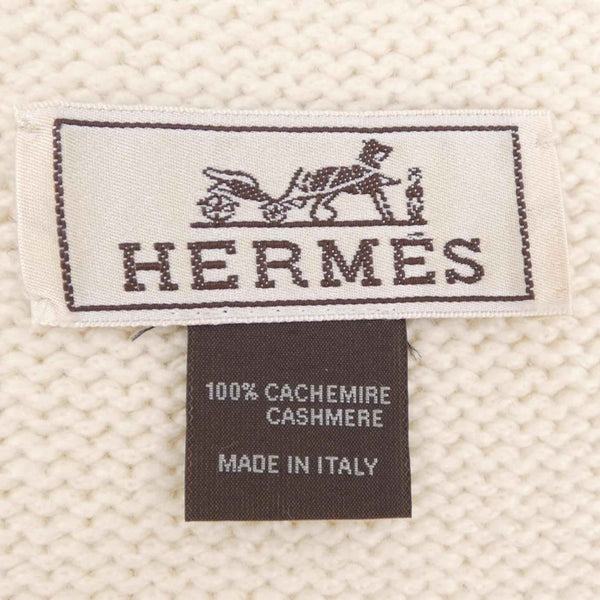 HERMÈS
100% CACHEMIRE
CASHMERE
MADE IN ITALY